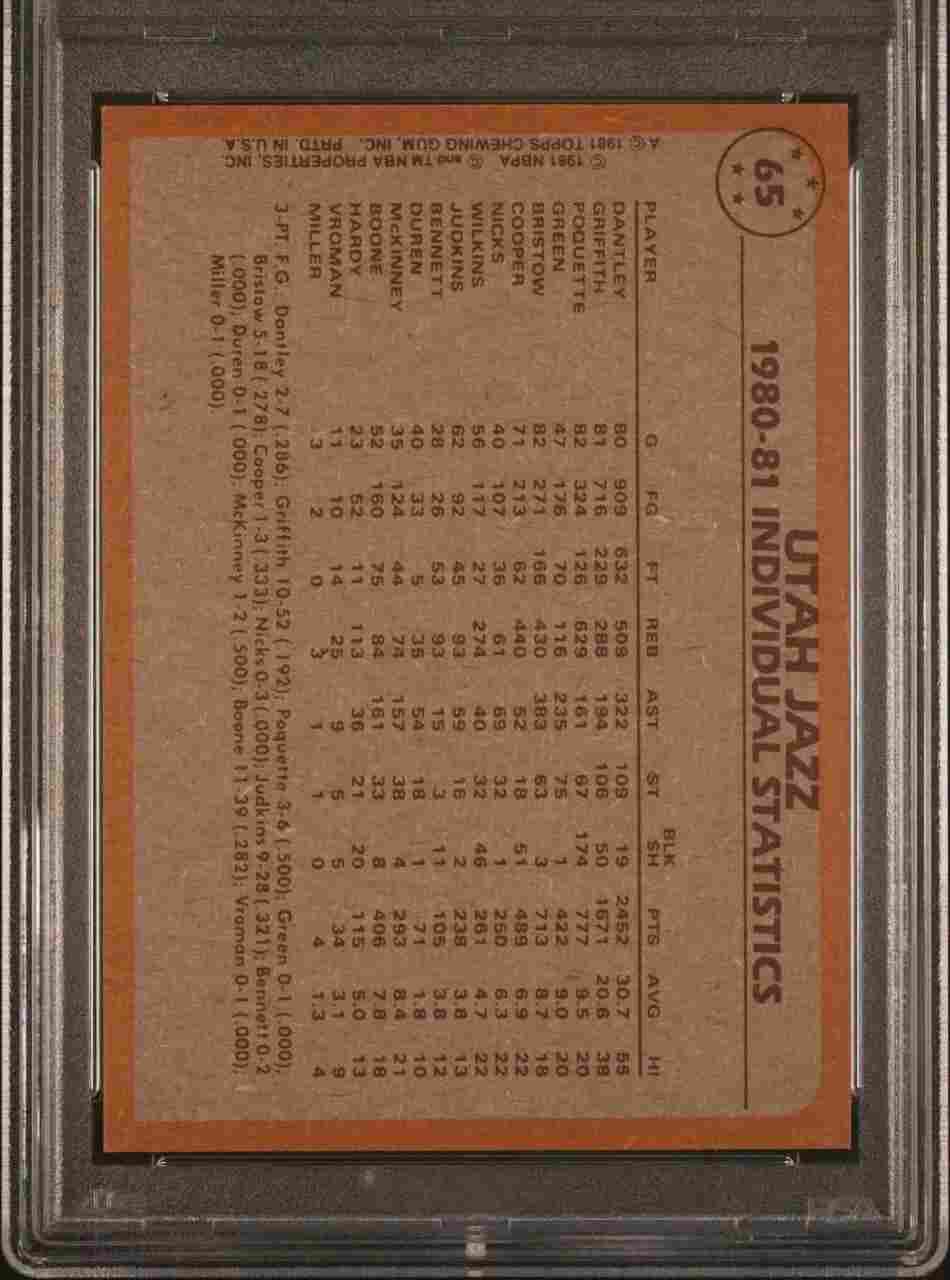 65
UTAH JAZZ
1980-81 INDIVIDUAL STATISTICS
BLK
PLAYER G FG FT REB AST ST SH PTS AVG HI
DANTLEY 80 909 632 509 322 109 19 2452 30.7 55
GRIFFITH 81 716 229 288 194 106 50 1671 20.6 38
POQUETTE 82 324 126 629 161 67 174 777 9.5 20
GREEN 47 176 70 116 235 75 1 422 9.0 20
BRISTOW 82 271 166 430 383 63 3 713 8.7 18
COOPER 71 213 62 440 52 18 51 489 6.9 22
NICKS 40 107 36 61 69 32 1 250 6.3 22
WILKINS 56 117 27 274 40 32 46 261 4.7 22
JUDKINS 62 92 45 93 59 16 2 238 3.8 13
BENNETT 28 26 53 93 15 3 11 105 3.8 12
DUREN 40 33 5 35 54 18 1 71 1.8 10
McKINNEY 35 124 44 74 157 38 4 293 8.4 21
BOONE 52 160 75 84 161 33 8 406 7.8 18
HARDY 23 52 11 113 36 21 20 115 5.0 13
VROMAN 11 10 14 25 9 5 5 34 3.1 9
MILLER 3 2 0 3 1 1 0 4 1.3 4
3-PT. F.G. Dantley 2-7 (.286); Griffith 10-52 (.192); Poquette 3-6 (.500); Green 0-1 (.000);
Bristow 5-18 (.278); Cooper 1-3 (.333); Nicks 0-3 (.000); Judkins 9-28 (.321); Bennett 0-2
(.000); Duren 0-1 (.000); McKinney 1-2 (.500); Boone 11-39 (.282); Vroman 0-1 (.000);
Miller 0-1 (.000).
© 1981 NBPA © and TM NBA PROPERTIES, INC.
A © 1981 TOPPS CHEWING GUM, INC. PRTD. IN U.S.A.